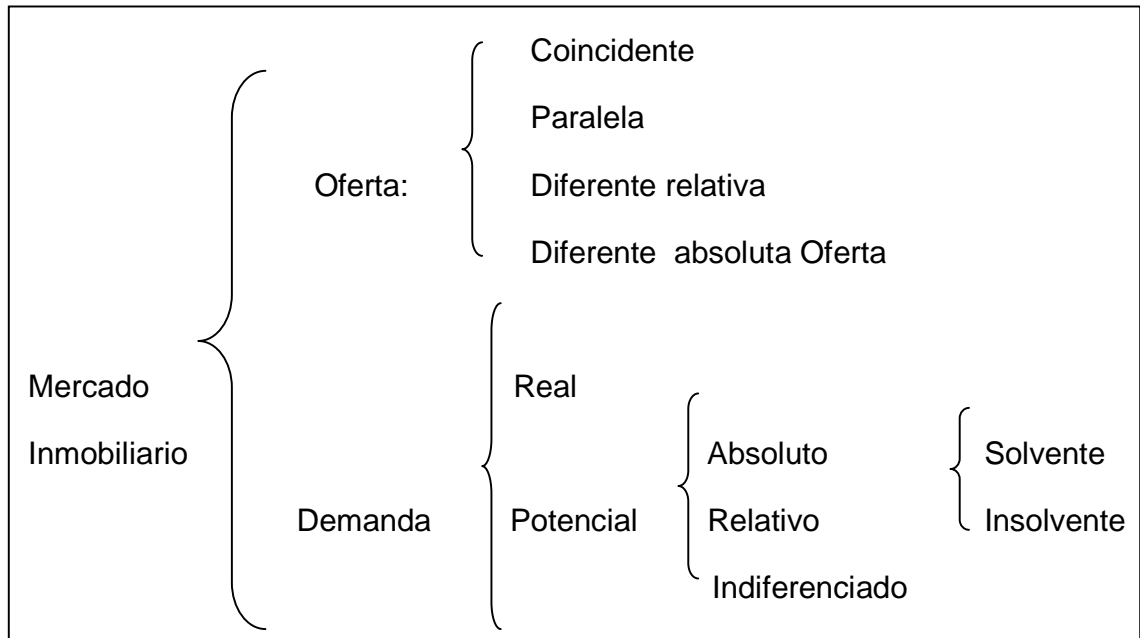 Coincidente
Paralela
Oferta:
Diferente relativa
Diferente absoluta Oferta
Mercado
Inmobiliario
Real
Demanda
Potencial
Absoluto
Relativo
Indiferenciado
Solvente
Insolvente